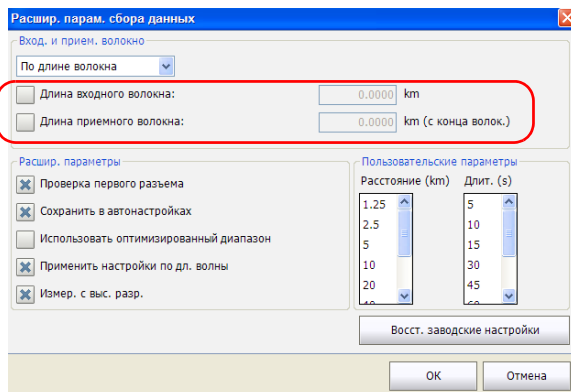 Расшир. парам. сбора данных
Вход. и прием. волокно
По длине волокна
Длина входного волокна: 0.0000 km
Длина приемного волокна: 0.0000 km (с конца волок.)
Расшир. параметры
Проверка первого разъема
Сохранить в автонастройках
Использовать оптимизированный диапазон
Применить настройки по дл. волны
Измер. с выс. разр.
Пользовательские параметры
Расстояние (km) Длит. (s)
1.25 5
2.5 10
5 15
10 30
20 45
Восст. заводские настройки
OK Отмена